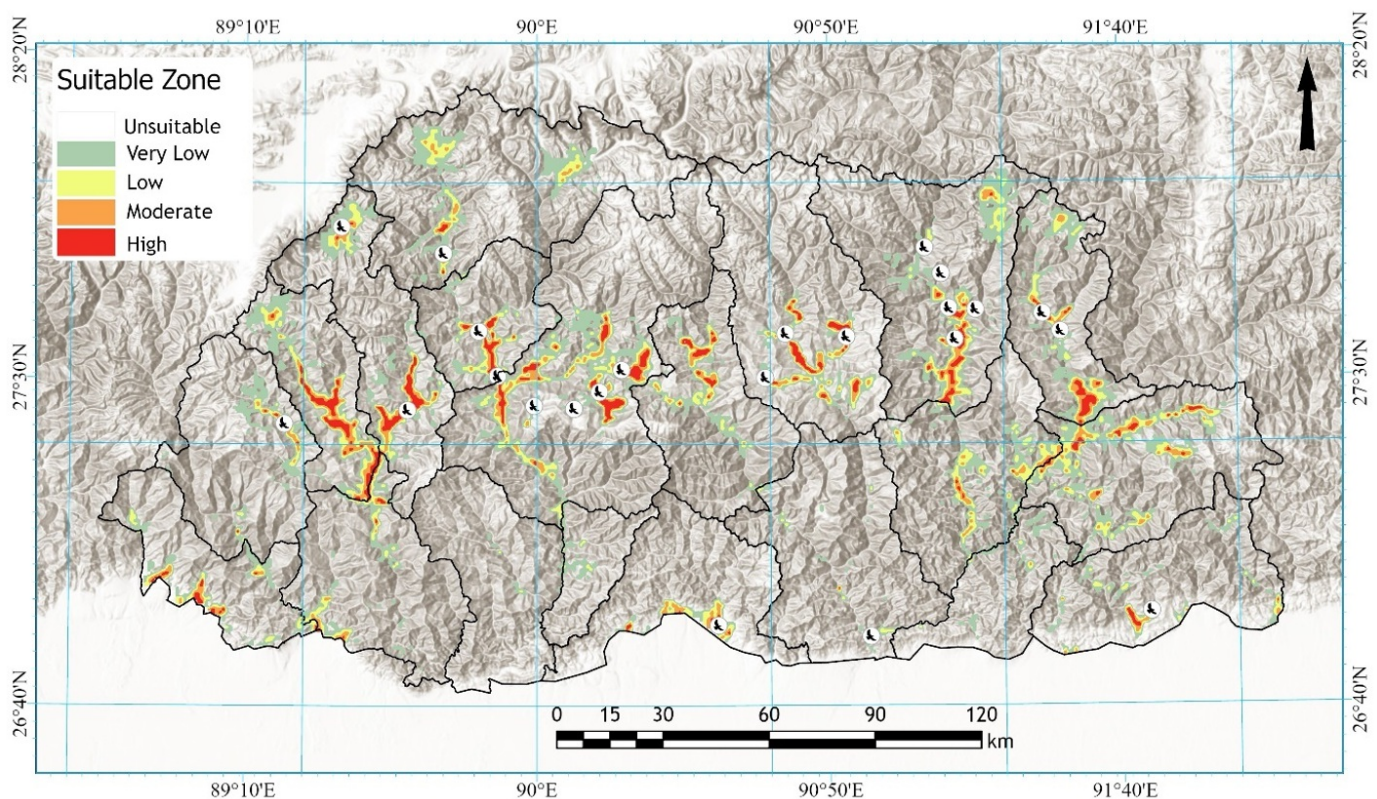 89°10'E 90°E 90°50'E 91°40'E
28°20'N 28°20'N
Suitable Zone
Unsuitable
Very Low
Low
Moderate
High
27°30'N 27°30'N
26°40'N 26°40'N
0 15 30 60 90 120
km
89°10'E 90°E 90°50'E 91°40'E